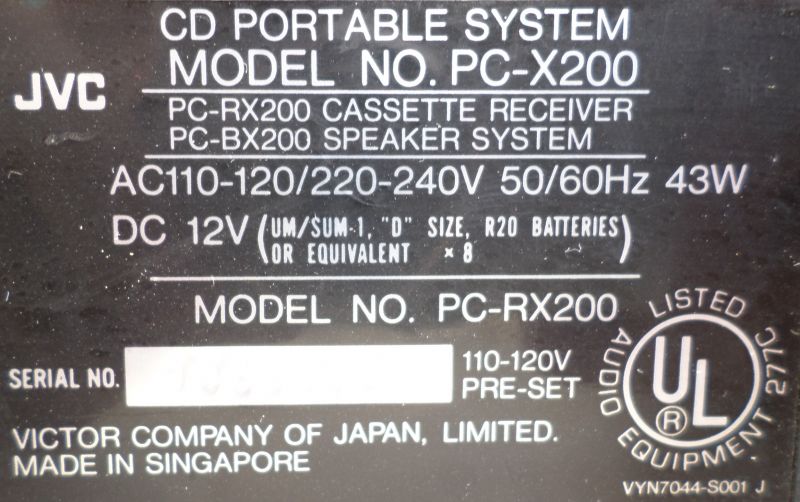 CD PORTABLE SYSTEM
JVC MODEL NO. PC-X200
PC-RX200 CASSETTE RECEIVER
PC-BX200 SPEAKER SYSTEM
AC110-120/220-240V 50/60Hz 43W
DC 12V (UM/SUM-1, "D" SIZE, R20 BATTERIES
OR EQUIVALENT × 8)
MODEL NO. PC-RX200
SERIAL NO.
110-120V
PRE-SET
LISTED
UL ®
AUDIO EQUIPMENT 277C
VICTOR COMPANY OF JAPAN, LIMITED.
MADE IN SINGAPORE
VYN7044-S001 J